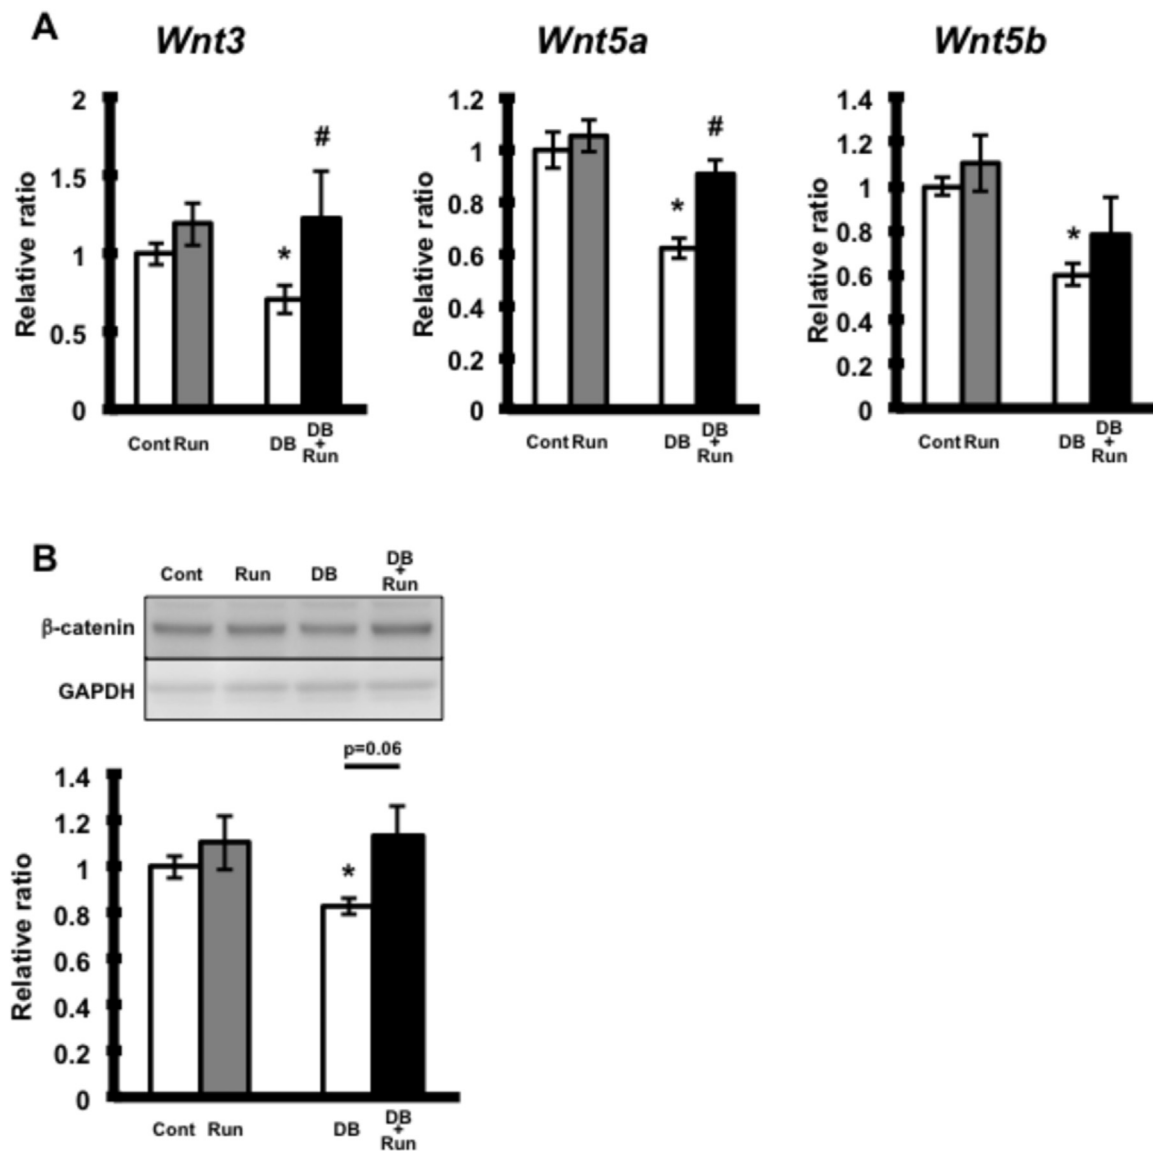 A
Wnt3
Wnt5a
Wnt5b
Relative ratio
2
1.5
1
0.5
0
#
*
Cont Run DB DB
+
Run
Relative ratio
1.2
1
0.8
0.6
0.4
0.2
0
#
*
Cont Run DB DB
+
Run
Relative ratio
1.4
1.2
1
0.8
0.6
0.4
0.2
0
*
Cont Run DB DB
+
Run
B
Cont Run DB DB
+
Run
β-catenin
GAPDH
p=0.06
Relative ratio
1.4
1.2
1
0.8
0.6
0.4
0.2
0
*
Cont Run DB DB
+
Run